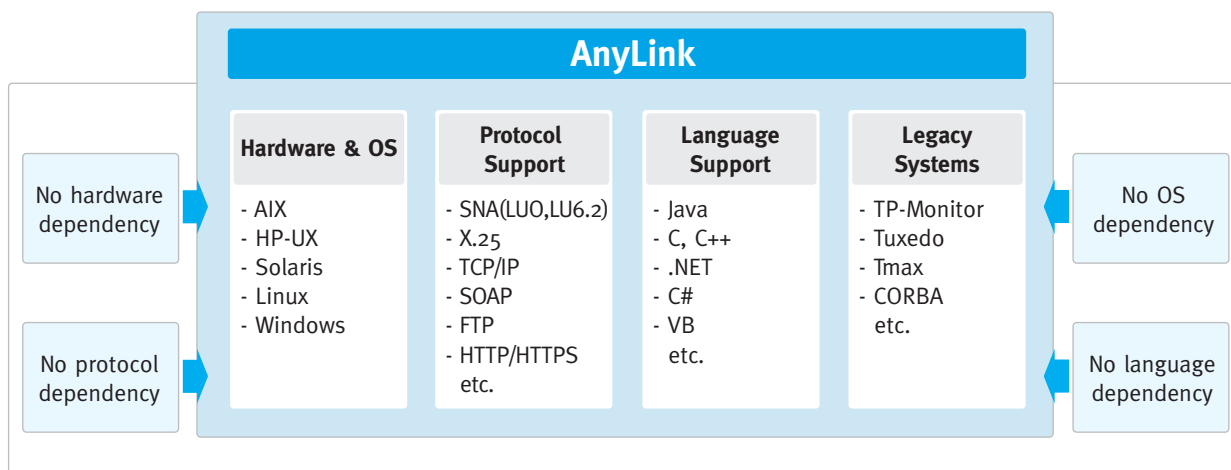 AnyLink
No hardware
dependency
No protocol
dependency
Hardware & OS
- AIX
- HP-UX
- Solaris
- Linux
- Windows
Protocol
Support
- SNA(LUO,LU6.2)
- X.25
- TCP/IP
- SOAP
- FTP
- HTTP/HTTPS
etc.
Language
Support
- Java
- C, C++
- .NET
- C#
- VB
etc.
Legacy
Systems
- TP-Monitor
- Tuxedo
- Tmax
- CORBA
etc.
No OS
dependency
No language
dependency